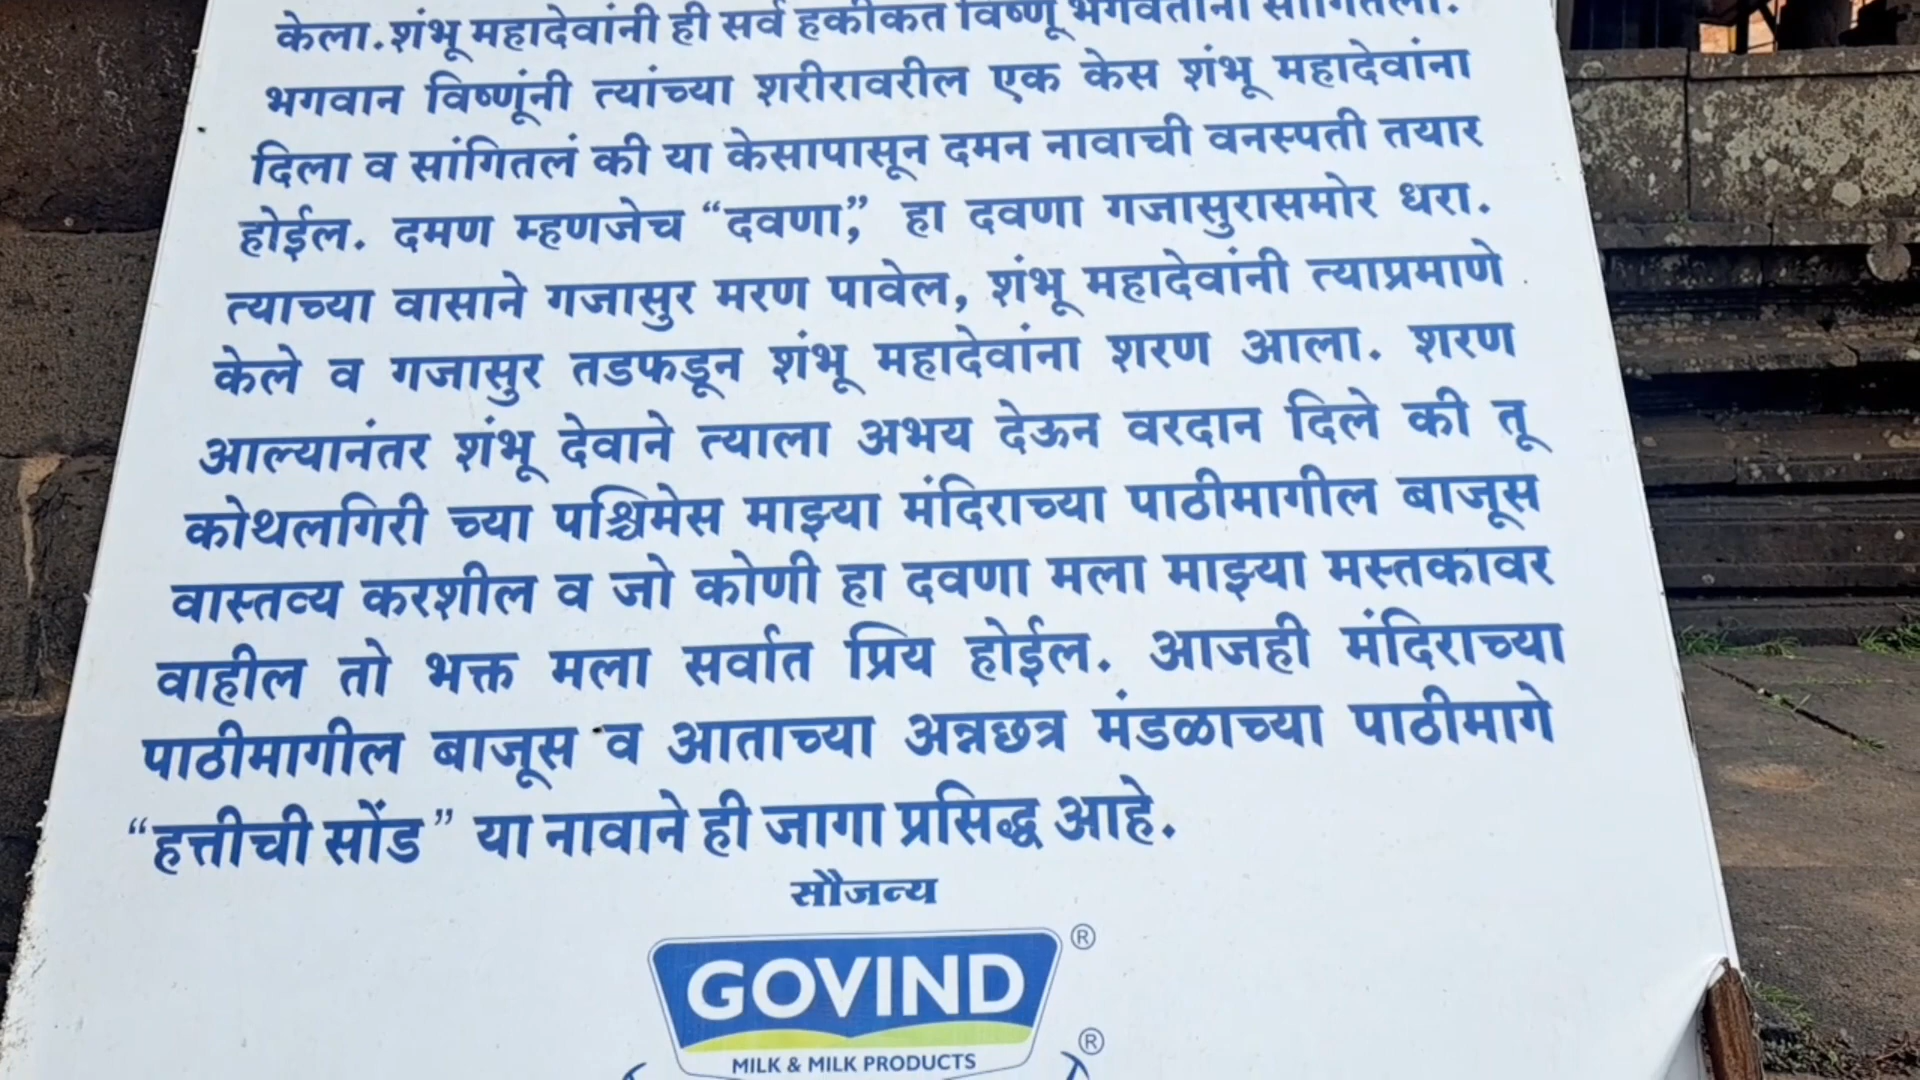 केला. शंभू महादेवांनी ही सर्व हकीकत विष्णू भगवंतांना सांगितली.
भगवान विष्णूंनी त्यांच्या शरीरावरील एक केस शंभू महादेवांना
दिला व सांगितलं की या केसापासून दमन नावाची वनस्पती तयार
होईल. दमण म्हणजेच “दवणा”, हा दवणा गजासुरासमोर धरा.
त्याच्या वासाने गजासुर मरण पावेल, शंभू महादेवांनी त्याप्रमाणे
केले व गजासुर तडफडून शंभू महादेवांना शरण आला. शरण
आल्यानंतर शंभू देवाने त्याला अभय देऊन वरदान दिले की तू
कोथलगिरी च्या पश्चिमेस माझ्या मंदिराच्या पाठीमागील बाजूस
वास्तव्य करशील व जो कोणी हा दवणा मला माझ्या मस्तकावर
वाहील तो भक्त मला सर्वात प्रिय होईल. आजही मंदिराच्या
पाठीमागील बाजूस व आताच्या अन्नछत्र मंडळाच्या पाठीमागे
“हत्तीची सोंड” या नावाने ही जागा प्रसिद्ध आहे.
सौजन्य
GOVIND ®
MILK & MILK PRODUCTS
®